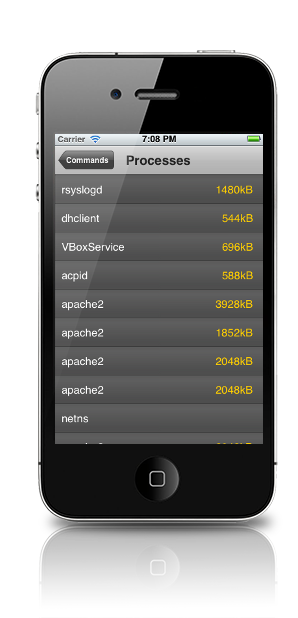 Carrier 7:08 PM
Commands Processes
rsyslogd 1480kB
dhclient 544kB
VBoxService 696kB
acpid 588kB
apache2 3928kB
apache2 1852kB
apache2 2048kB
apache2 2048kB
netns